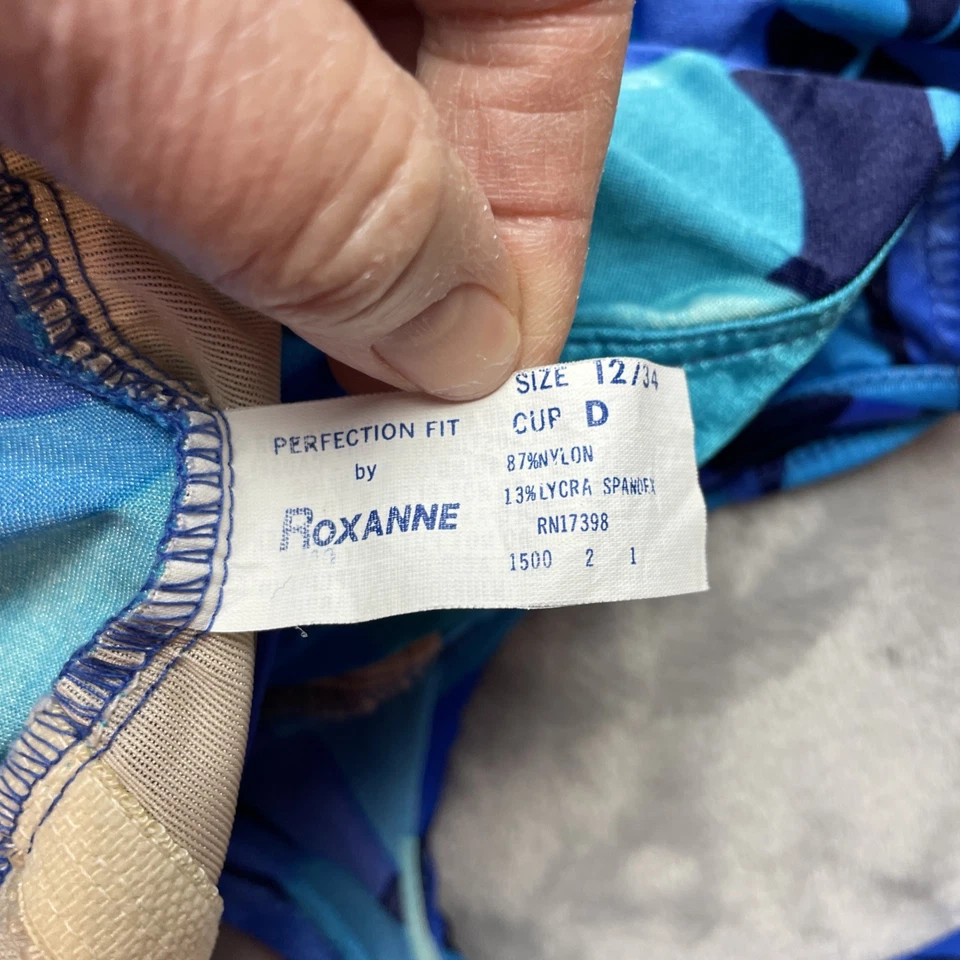 PERFECTION FIT
by
ROXANNE
SIZE 12/34
CUP D
87%NYLON
13%LYCRA SPANDEX
RN17398
1500 2 1